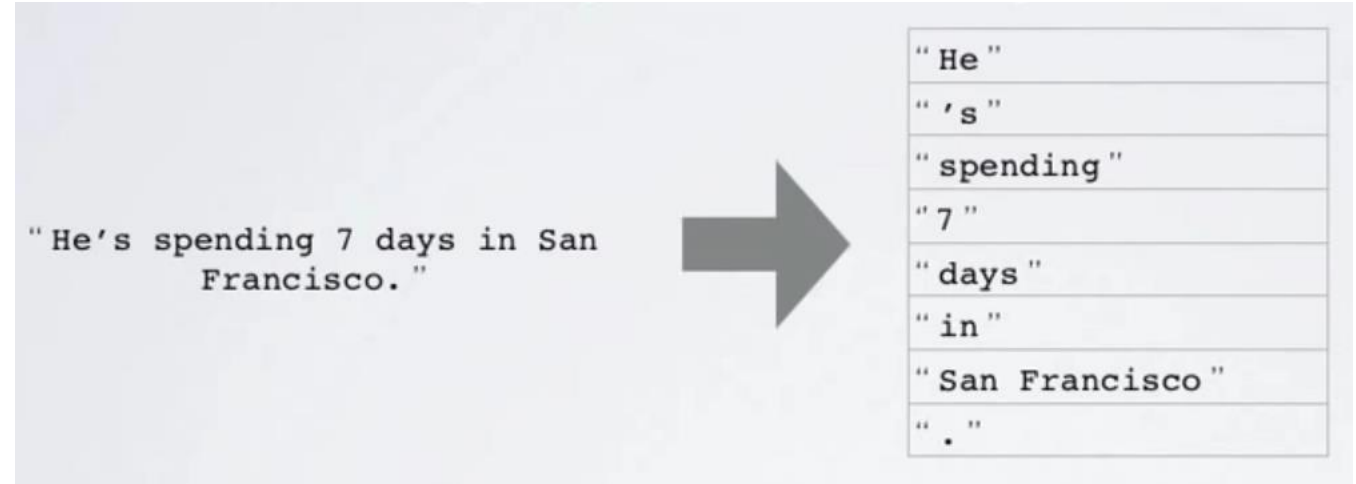 "He's spending 7 days in San
Francisco."
"He"
"'s"
"spending"
"7"
"days"
"in"
"San Francisco"
"."